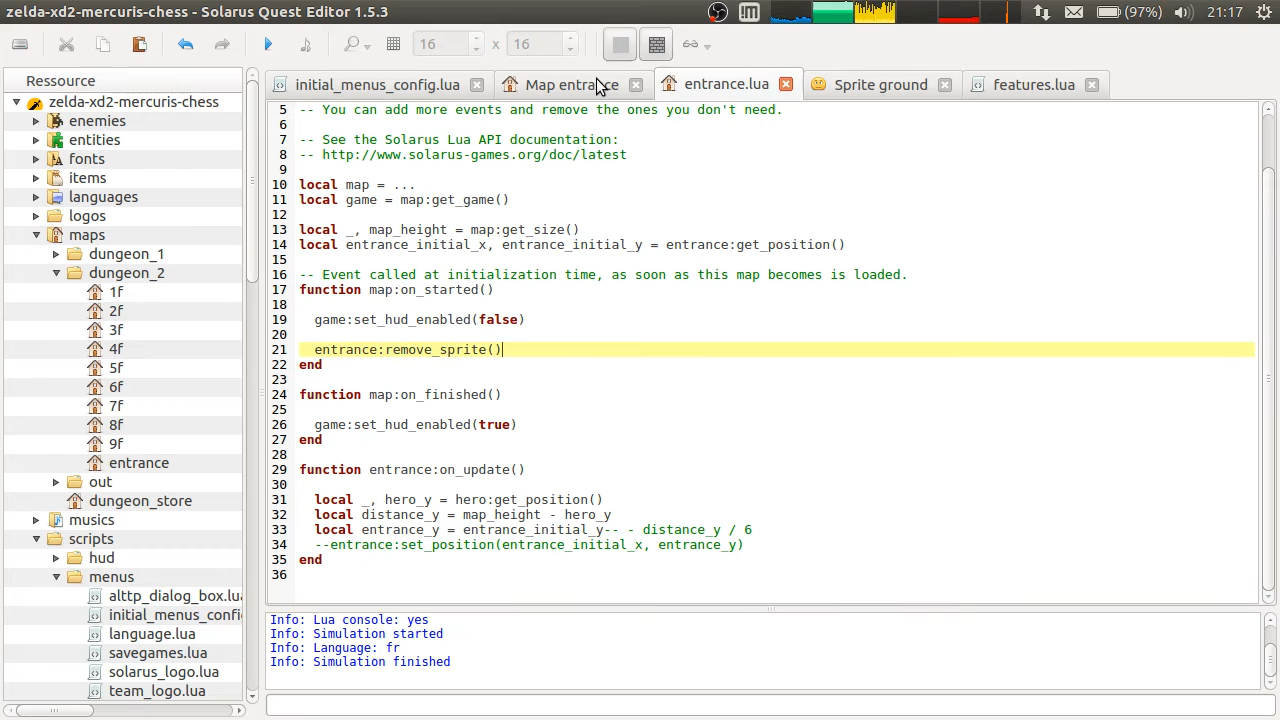 zelda-xd2-mercuris-chess - Solarus Quest Editor 1.5.3
(97%) 21:17
16 x 16
Ressource
initial_menus_config.lua Map entrance entrance.lua Sprite ground features.lua
zelda-xd2-mercuris-chess
enemies
entities
fonts
items
languages
logos
maps
dungeon_1
dungeon_2
1f
2f
3f
4f
5f
6f
7f
8f
9f
entrance
out
dungeon_store
musics
scripts
hud
menus
alttp_dialog_box.lua
initial_menus_confi
language.lua
savegames.lua
solarus_logo.lua
team_logo.lua
5 -- You can add more events and remove the ones you don't need.
6
7 -- See the Solarus Lua API documentation:
8 -- http://www.solarus-games.org/doc/latest
9
10 local map = ...
11 local game = map:get_game()
12
13 local _, map_height = map:get_size()
14 local entrance_initial_x, entrance_initial_y = entrance:get_position()
15
16 -- Event called at initialization time, as soon as this map becomes is loaded.
17 function map:on_started()
18
19 game:set_hud_enabled(false)
20
21 entrance:remove_sprite()
22 end
23
24 function map:on_finished()
25
26 game:set_hud_enabled(true)
27 end
28
29 function entrance:on_update()
30
31 local _, hero_y = hero:get_position()
32 local distance_y = map_height - hero_y
33 local entrance_y = entrance_initial_y-- - distance_y / 6
34 --entrance:set_position(entrance_initial_x, entrance_y)
35 end
36
Info: Lua console: yes
Info: Simulation started
Info: Language: fr
Info: Simulation finished